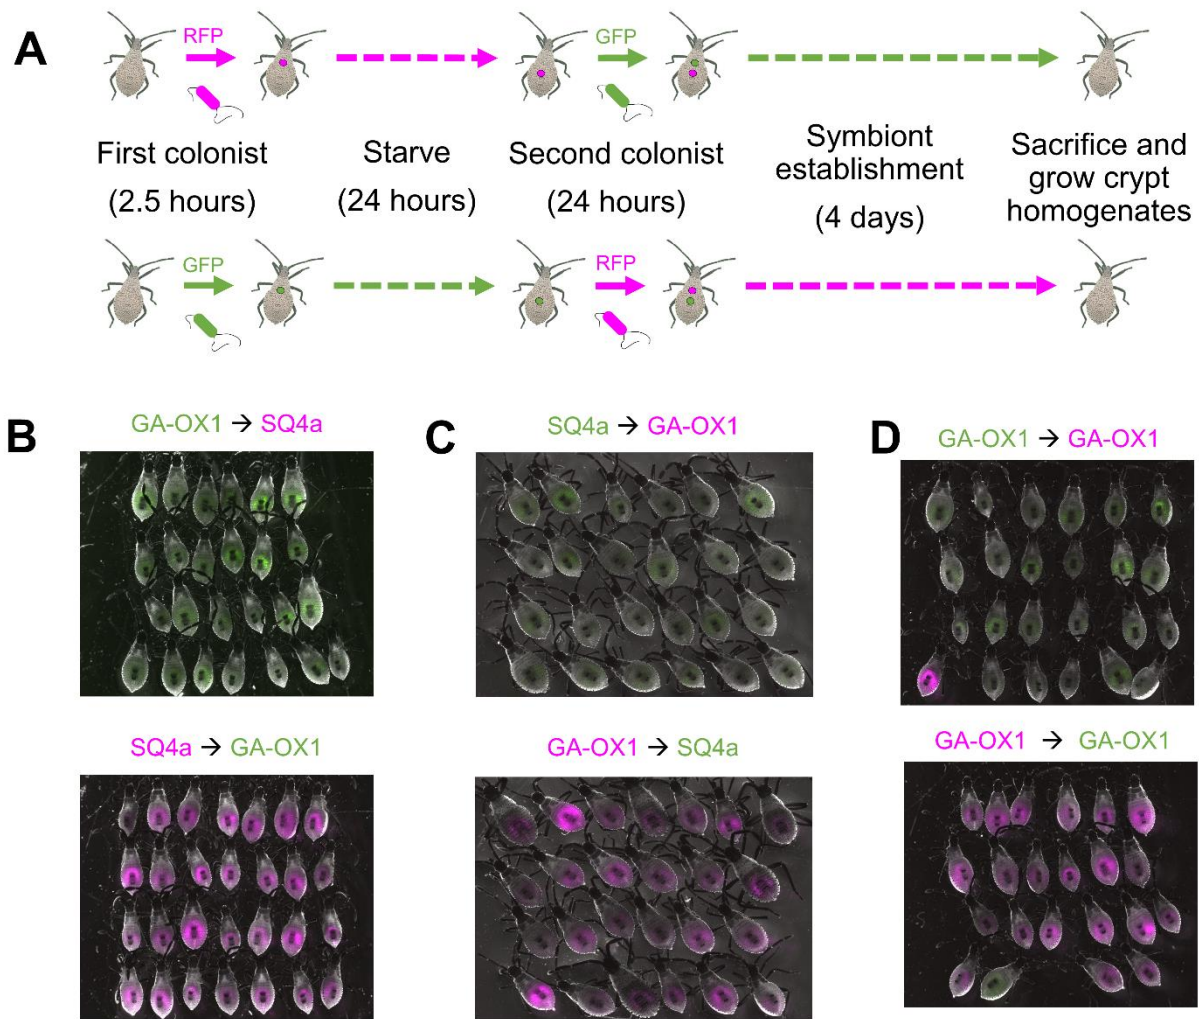 A
RFP
GFP
First colonist
(2.5 hours)
Starve
(24 hours)
Second colonist
(24 hours)
Symbiont
establishment
(4 days)
Sacrifice and
grow crypt
homogenates
GFP
RFP
B
GA-OX1 → SQ4a
C
SQ4a → GA-OX1
D
GA-OX1 → GA-OX1
SQ4a → GA-OX1
GA-OX1 → SQ4a
GA-OX1 → GA-OX1